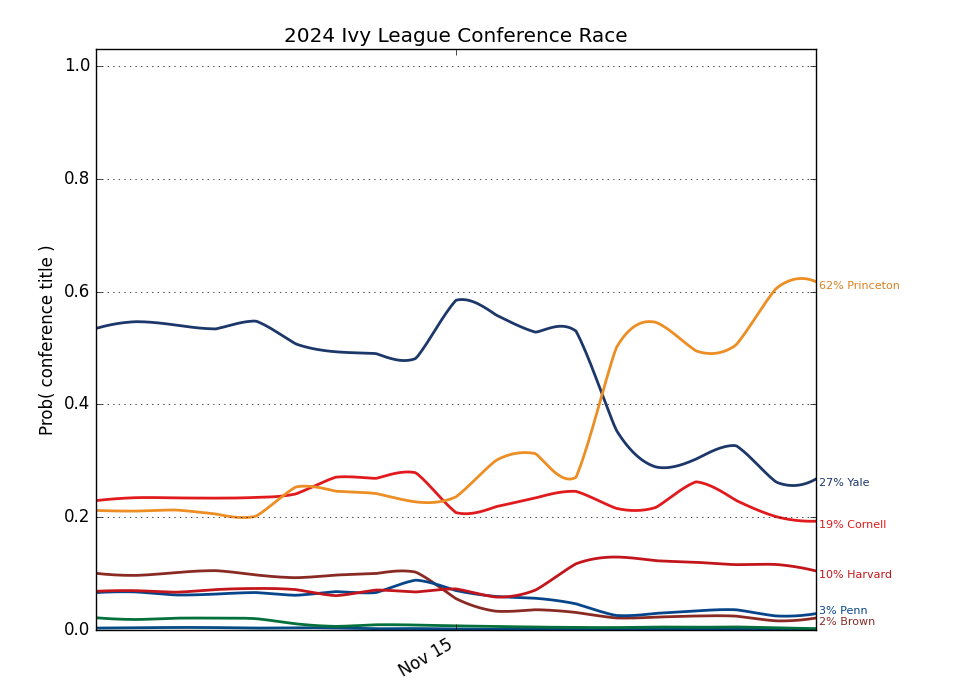 2024 Ivy League Conference Race
Prob( conference title )
1.0
0.8
0.6
0.4
0.2
0.0
Nov 15
62% Princeton
27% Yale
19% Cornell
10% Harvard
3% Penn
2% Brown